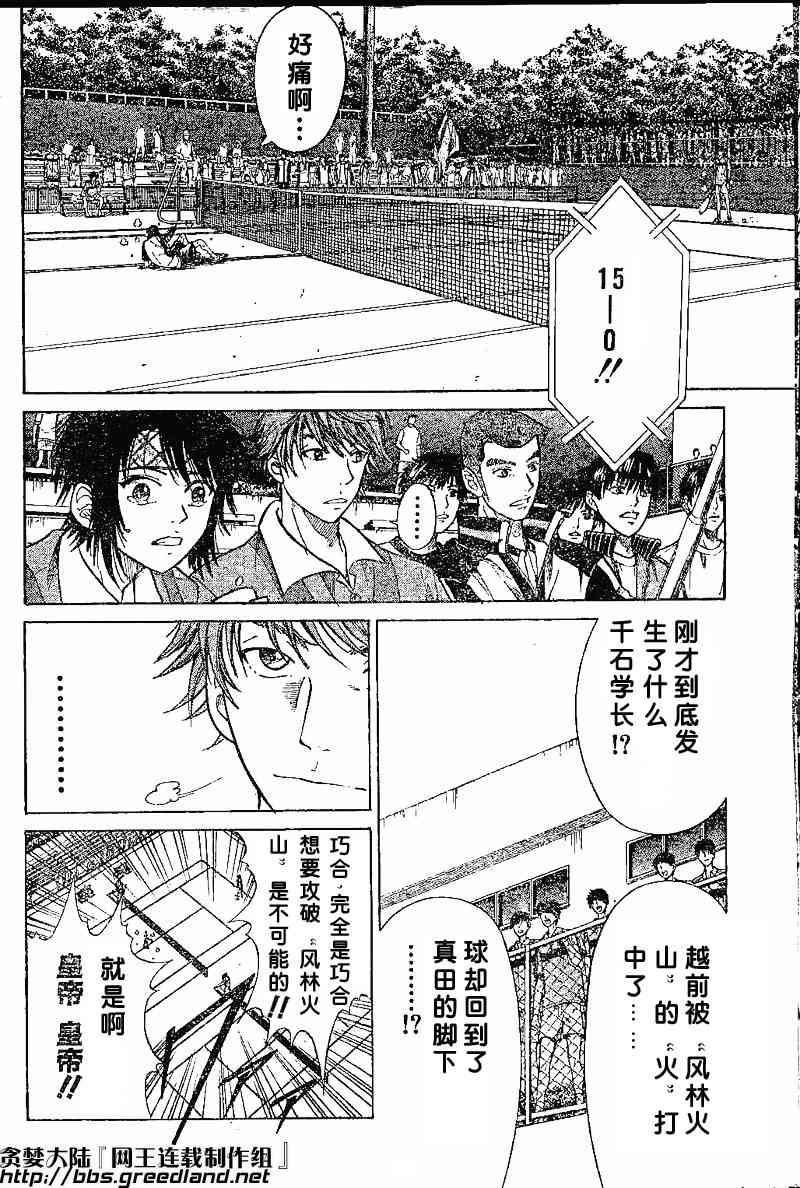 好痛啊…
15—0!!
……
刚才到底发
生了什么
千石学长
!?
越前被“风林火
山”的“火”打
中了……
球却回到了
真田的脚下
………!?
………
巧合,完全是巧合
想要攻破“风林火
山”是不可能的!!
就是啊
皇帝 皇帝!!
贪婪大陆『网王连载制作组』
http://bbs.greedland.net